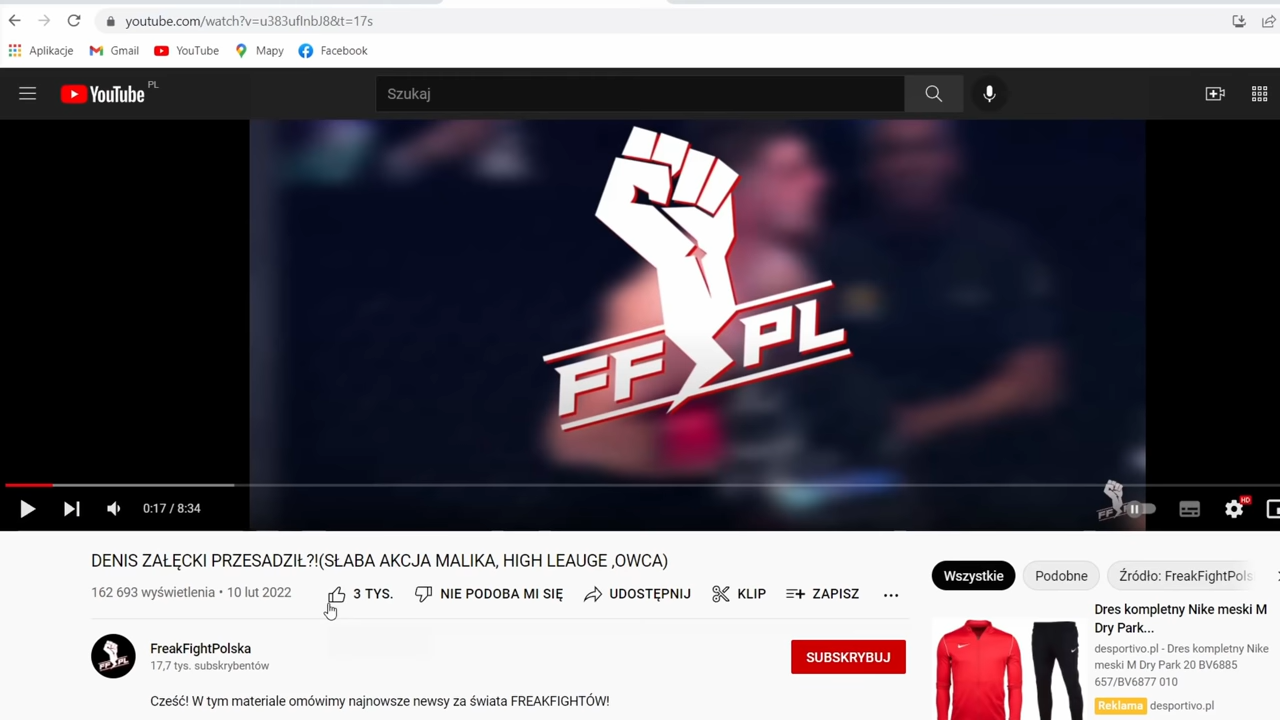 youtube.com/watch?v=u383uflnbJ8&t=17s
Aplikacje Gmail YouTube Mapy Facebook
YouTube PL
Szukaj
FF PL
0:17 / 8:34
HD
DENIS ZAŁĘCKI PRZESADZIŁ?!(SŁABA AKCJA MALIKA, HIGH LEAUGE ,OWCA)
162 693 wyświetlenia • 10 lut 2022
3 TYS. NIE PODOBA MI SIĘ UDOSTĘPNIJ KLIP ZAPISZ
FreakFightPolska
17,7 tys. subskrybentów
SUBSKRYBUJ
Cześć! W tym materiale omówimy najnowsze newsy za świata FREAKFIGHTÓW!
Wszystkie Podobne Źródło: FreakFightPols
Dres kompletny Nike meski M
Dry Park...
desportivo.pl - Dres kompletny Nike
meski M Dry Park 20 BV6885
657/BV6877 010
Reklama desportivo.pl